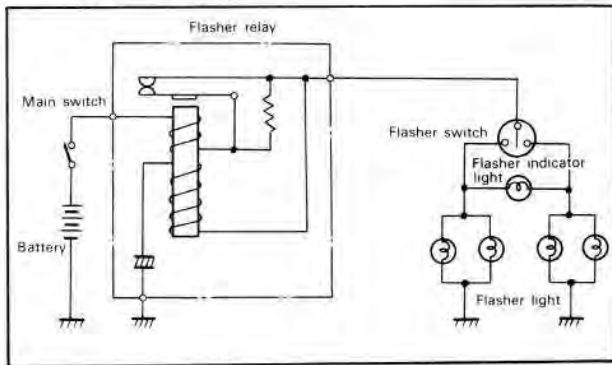 Flasher relay
Main switch
Flasher switch
Flasher indicator
light
Battery
Flasher light